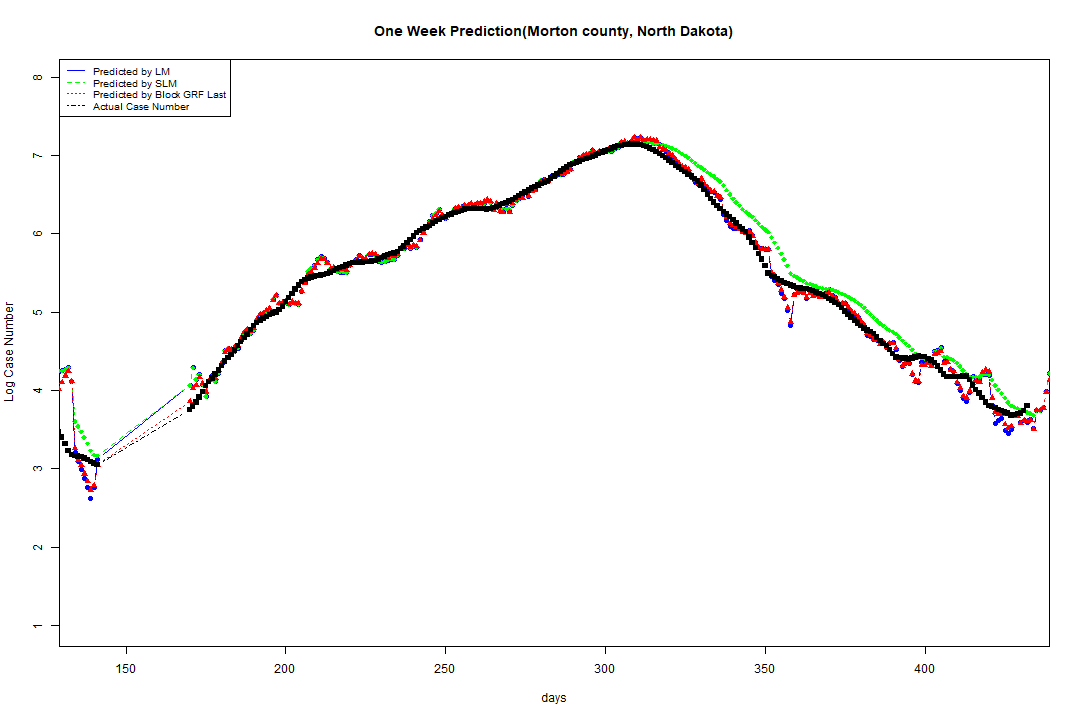 One Week Prediction(Morton county, North Dakota)
Predicted by LM
Predicted by SLM
Predicted by Block GRF Last
Actual Case Number
8
7
6
5
4
3
2
1
Log Case Number
150 200 250 300 350 400
days